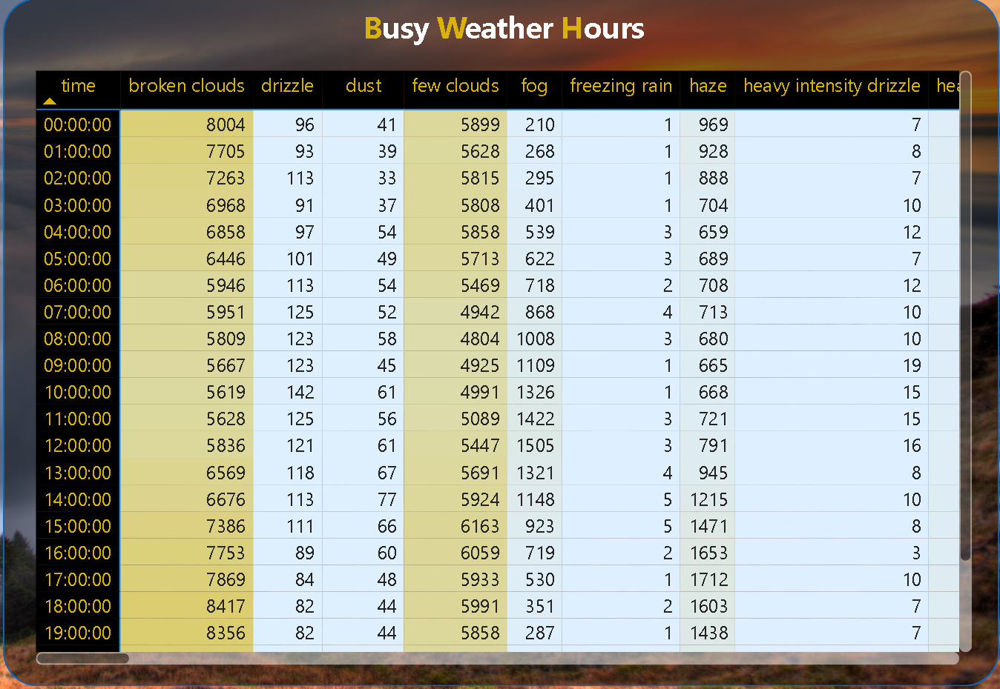 Busy Weather Hours
time broken clouds drizzle dust few clouds fog freezing rain haze heavy intensity drizzle
00:00:00 8004 96 41 5899 210 1 969 7
01:00:00 7705 93 39 5628 268 1 928 8
02:00:00 7263 113 33 5815 295 1 888 7
03:00:00 6968 91 37 5808 401 1 704 10
04:00:00 6858 97 54 5858 539 3 659 12
05:00:00 6446 101 49 5713 622 3 689 7
06:00:00 5946 113 54 5469 718 2 708 12
07:00:00 5951 125 52 4942 868 4 713 10
08:00:00 5809 123 58 4804 1008 3 680 10
09:00:00 5667 123 45 4925 1109 1 665 19
10:00:00 5619 142 61 4991 1326 1 668 15
11:00:00 5628 125 56 5089 1422 3 721 15
12:00:00 5836 121 61 5447 1505 3 791 16
13:00:00 6569 118 67 5691 1321 4 945 8
14:00:00 6676 113 77 5924 1148 5 1215 10
15:00:00 7386 111 66 6163 923 5 1471 8
16:00:00 7753 89 60 6059 719 2 1653 3
17:00:00 7869 84 48 5933 530 1 1712 10
18:00:00 8417 82 44 5991 351 2 1603 7
19:00:00 8356 82 44 5858 287 1 1438 7